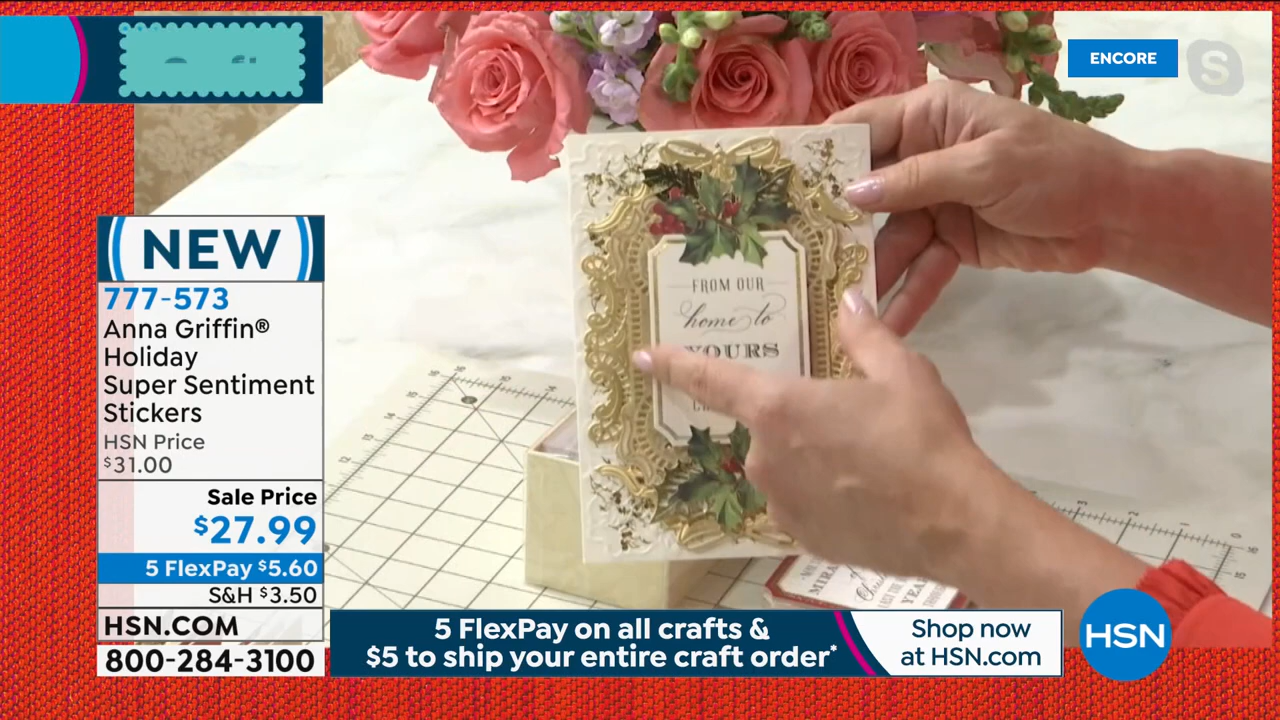 ENCORE
S
NEW
777-573
Anna Griffin®
Holiday
Super Sentiment
Stickers
HSN Price
$31.00
Sale Price
$27.99
5 FlexPay $5.60
S&H $3.50
HSN.COM
800-284-3100
FROM OUR
home to
YOURS
MIRA
YEAR
5 FlexPay on all crafts &
$5 to ship your entire craft order*
Shop now
at HSN.com
HSN